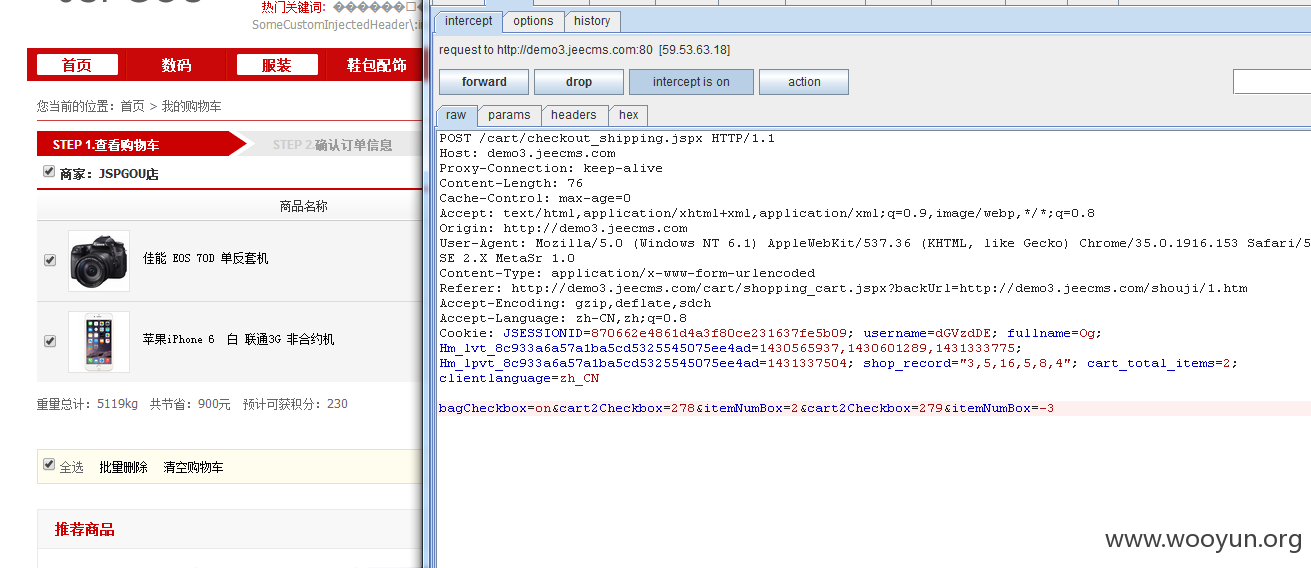 热门关键词: ������
SomeCustomInjectedHeader\:
首页 数码 服装 鞋包配饰
您当前的位置: 首页 > 我的购物车
STEP 1.查看购物车 STEP 2.确认订单信息
商家: JSPGOU店
商品名称
佳能 EOS 70D 单反套机
苹果iPhone 6 白 联通3G 非合约机
重量总计: 5119kg 共节省: 900元 预计可获积分: 230
全选 批量删除 清空购物车
推荐商品
intercept options history
request to http://demo3.jeecms.com:80 [59.53.63.18]
forward drop intercept is on action
raw params headers hex
POST /cart/checkout_shipping.jspx HTTP/1.1
Host: demo3.jeecms.com
Proxy-Connection: keep-alive
Content-Length: 76
Cache-Control: max-age=0
Accept: text/html,application/xhtml+xml,application/xml;q=0.9,image/webp,*/*;q=0.8
Origin: http://demo3.jeecms.com
User-Agent: Mozilla/5.0 (Windows NT 6.1) AppleWebKit/537.36 (KHTML, like Gecko) Chrome/35.0.1916.153 Safari/5
SE 2.X MetaSr 1.0
Content-Type: application/x-www-form-urlencoded
Referer: http://demo3.jeecms.com/cart/shopping_cart.jspx?backUrl=http://demo3.jeecms.com/shouji/1.htm
Accept-Encoding: gzip,deflate,sdch
Accept-Language: zh-CN,zh;q=0.8
Cookie: JSESSIONID=870662e4861d4a3f80ce231637fe5b09; username=dGVzdDE; fullname=Og;
Hm_lvt_8c933a6a57a1ba5cd5325545075ee4ad=1430565937,1430601289,1431333775;
Hm_lpvt_8c933a6a57a1ba5cd5325545075ee4ad=1431337504; shop_record="3,5,16,5,8,4"; cart_total_items=2;
clientlanguage=zh_CN
bagCheckbox=on&cart2Checkbox=278&itemNumBox=2&cart2Checkbox=279&itemNumBox=-3
www.wooyun.org